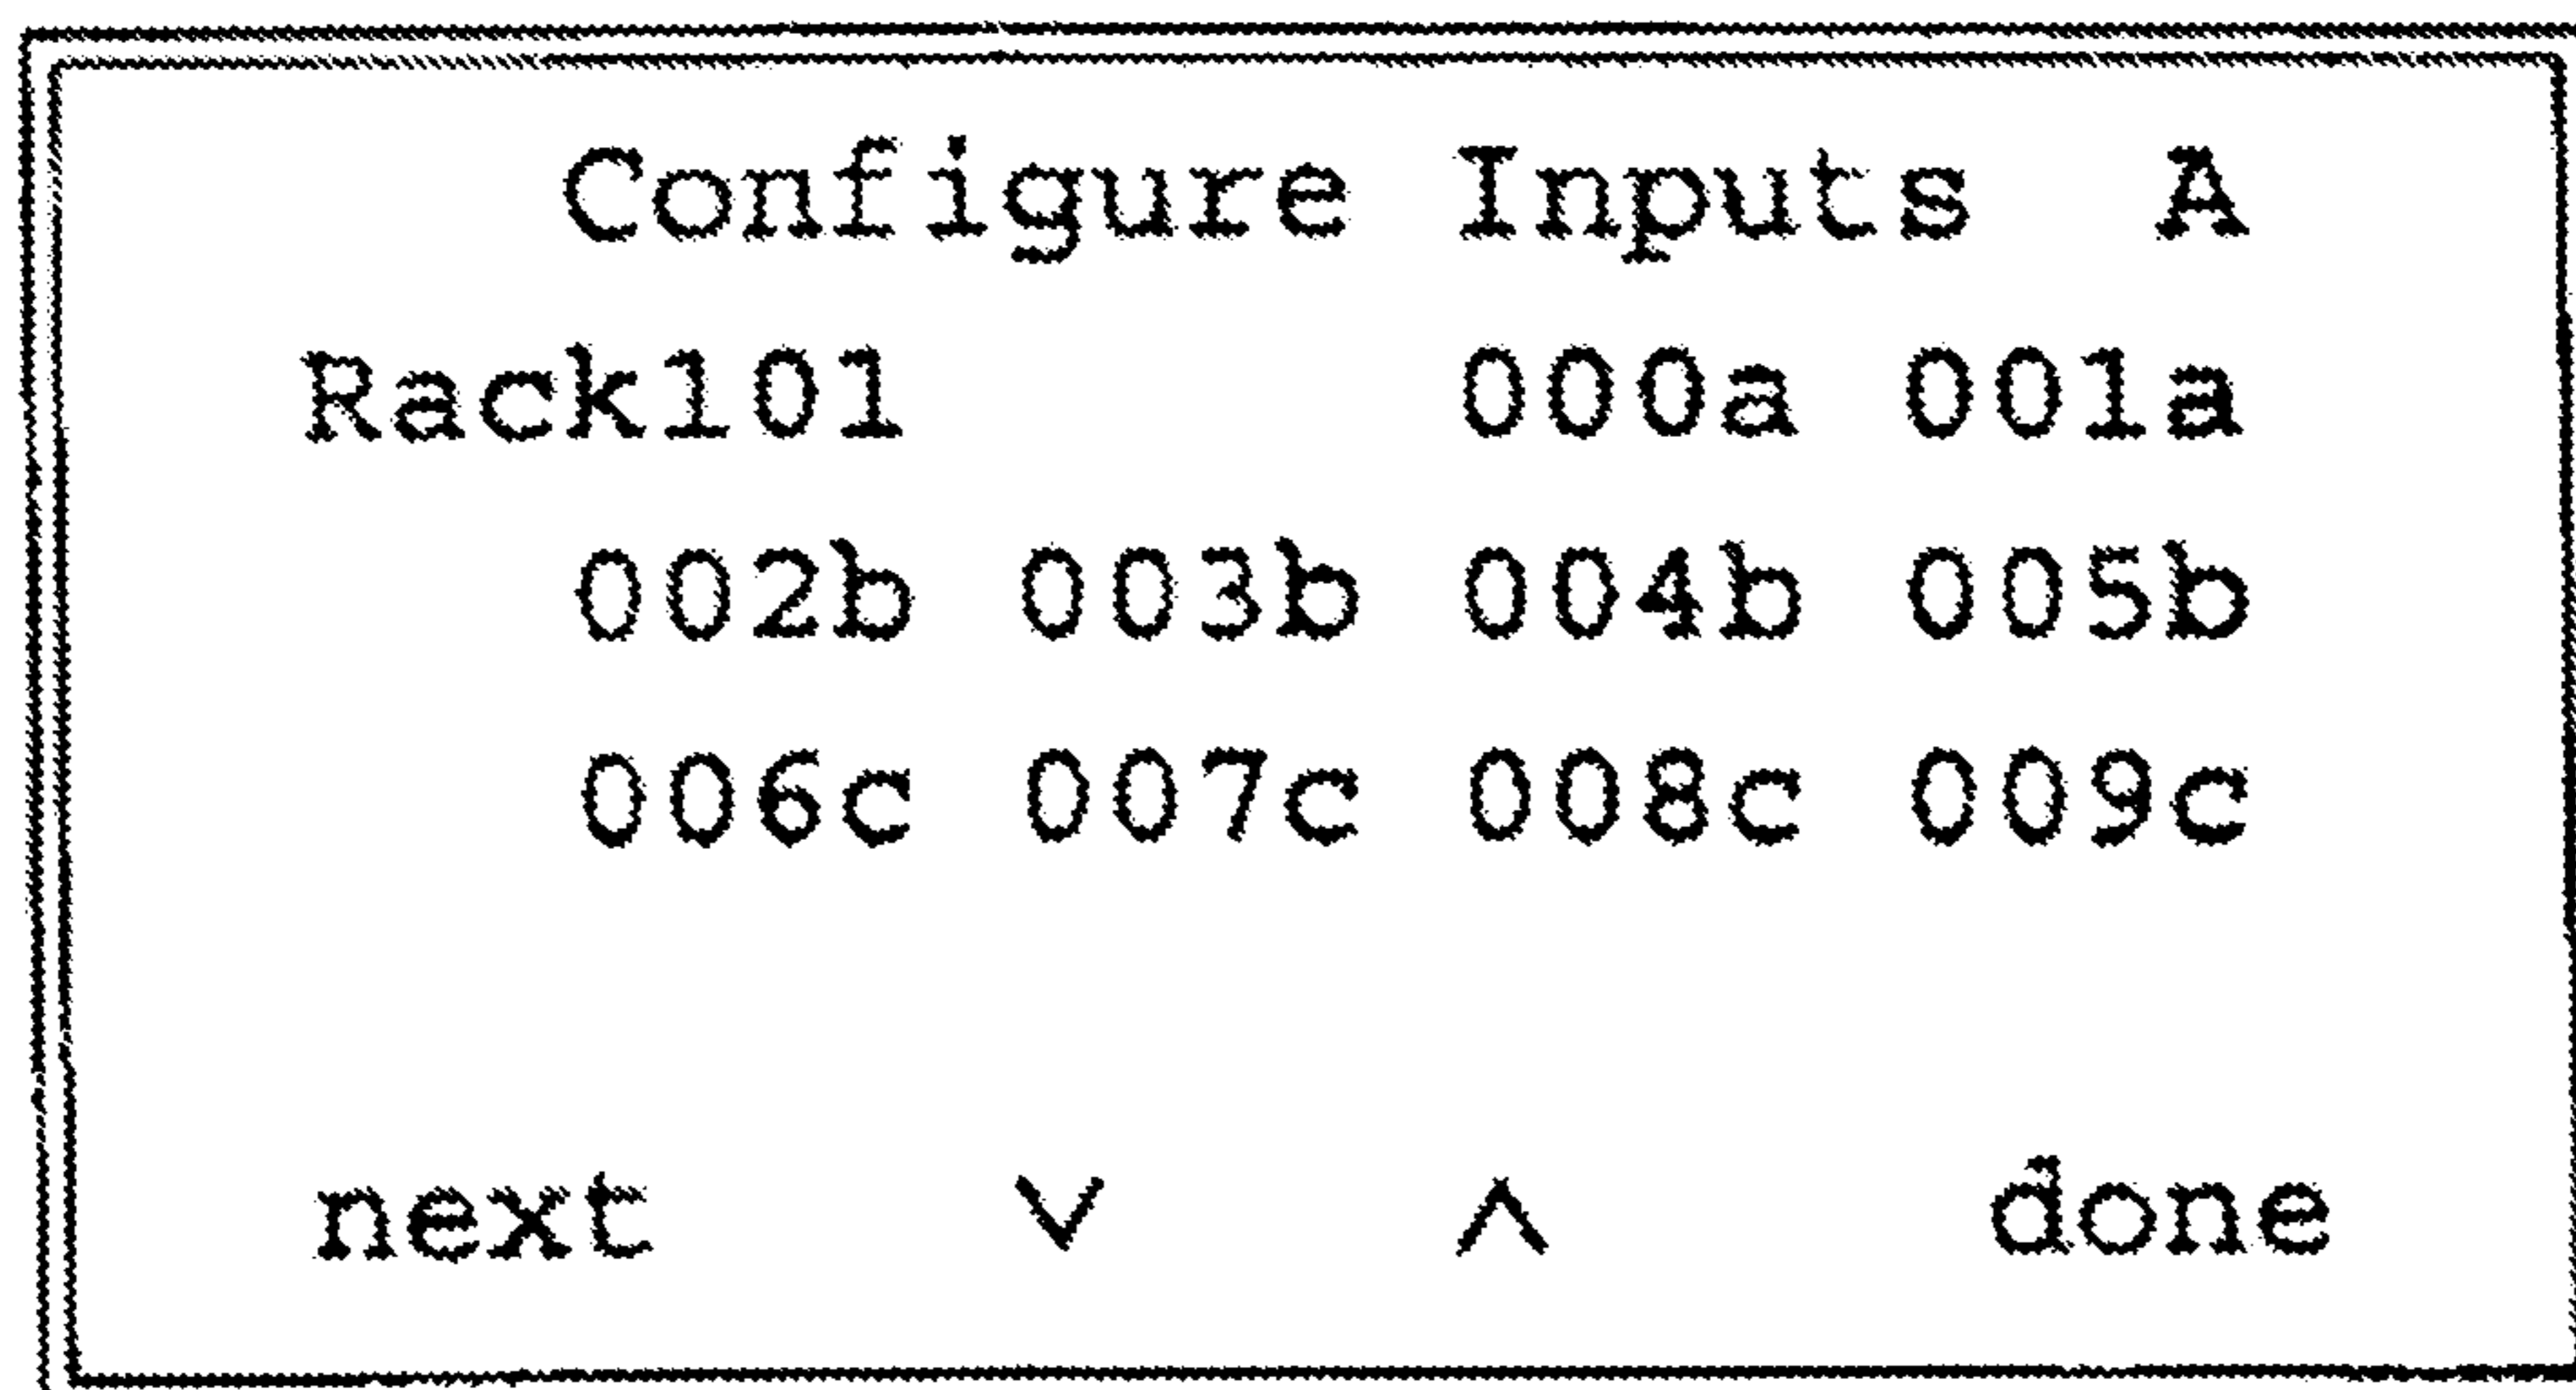 Configure Inputs A
Rack101 000a 001a
002b 003b 004b 005b
006c 007c 008c 009c
next ∨ ∧ done